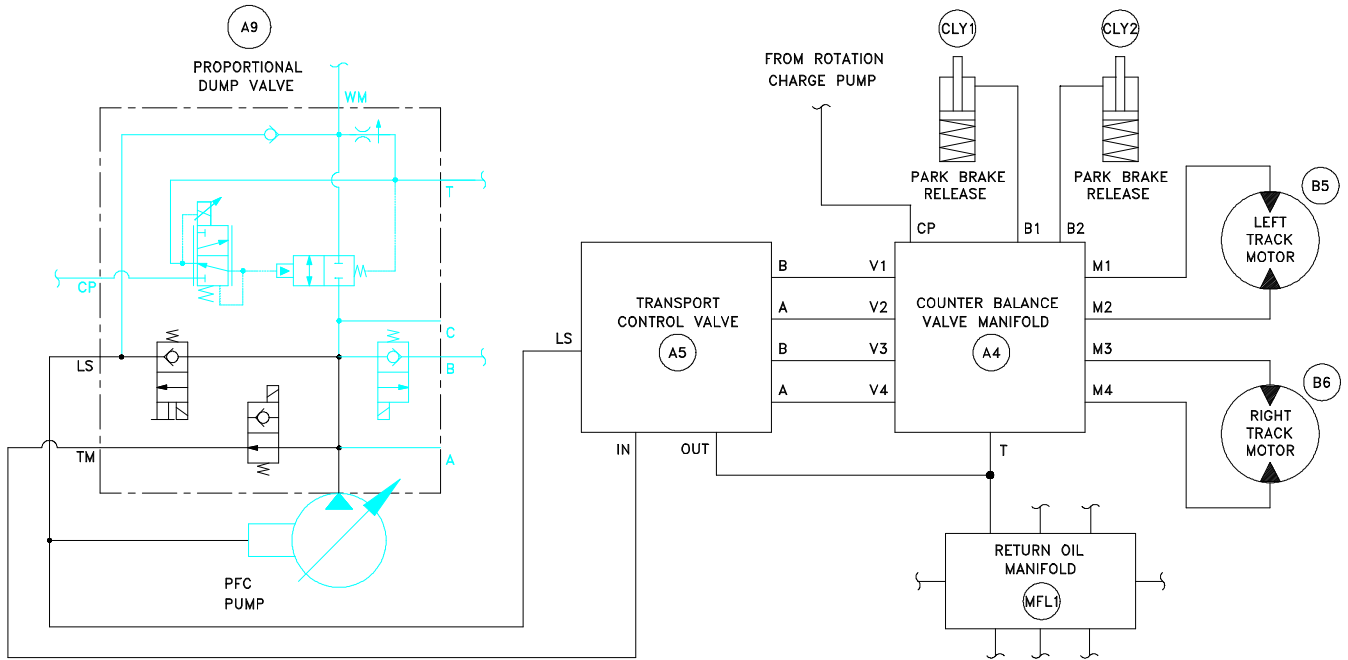 A9
PROPORTIONAL
DUMP VALVE
WM
T
CP
C
LS
B
TM
A
PFC
PUMP
FROM ROTATION
CHARGE PUMP
CLY1
CLY2
PARK BRAKE
RELEASE
PARK BRAKE
RELEASE
CP
B1
B2
TRANSPORT
CONTROL VALVE
A5
LS
IN
OUT
B
V1
A
V2
B
V3
A
V4
COUNTER BALANCE
VALVE MANIFOLD
A4
M1
M2
M3
M4
T
B5
LEFT
TRACK
MOTOR
B6
RIGHT
TRACK
MOTOR
RETURN OIL
MANIFOLD
MFL1